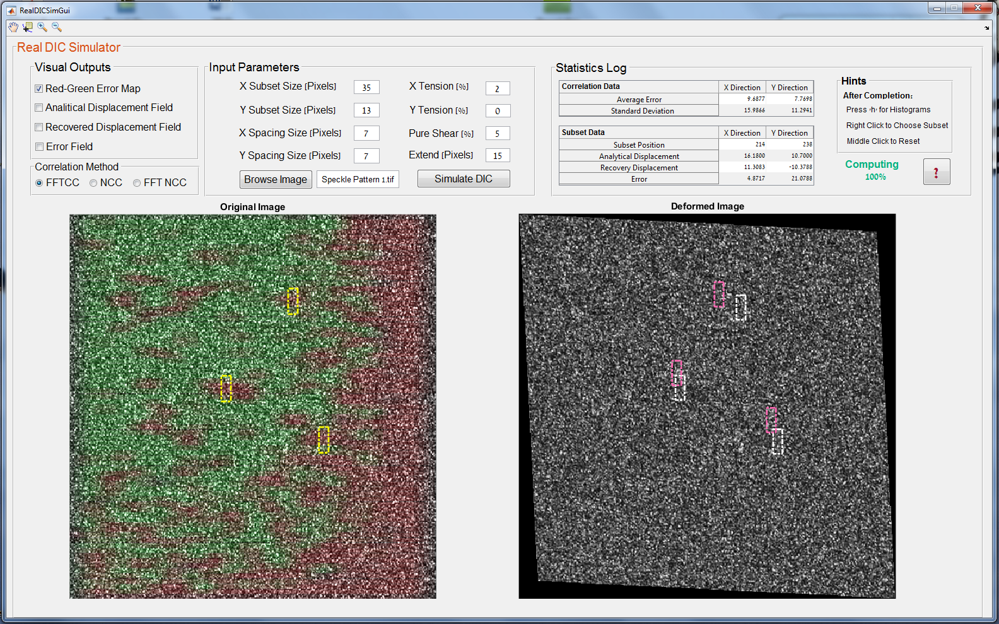 RealDICSimGui
Real DIC Simulator
Visual Outputs
Red-Green Error Map
Analitical Displacement Field
Recovered Displacement Field
Error Field
Correlation Method
FFTCC NCC FFT NCC
Input Parameters
X Subset Size [Pixels] 35 X Tension [%] 2
Y Subset Size [Pixels] 13 Y Tension [%] 0
X Spacing Size [Pixels] 7 Pure Shear [%] 5
Y Spacing Size [Pixels] 7 Extend [Pixels] 15
Browse Image Speckle Pattern 1.tif Simulate DIC
Statistics Log
Correlation Data X Direction Y Direction
Average Error 9.6877 7.7698
Standard Deviation 15.9866 11.2941
Subset Data X Direction Y Direction
Subset Position 214 238
Analytical Displacement 16.1800 10.7000
Recovery Displacement 11.3083 -10.3788
Error 4.8717 21.0788
Hints
After Completion:
Press 'h' for Histograms
Right Click to Choose Subset
Middle Click to Reset
Computing
100%
?
Original Image
Deformed Image